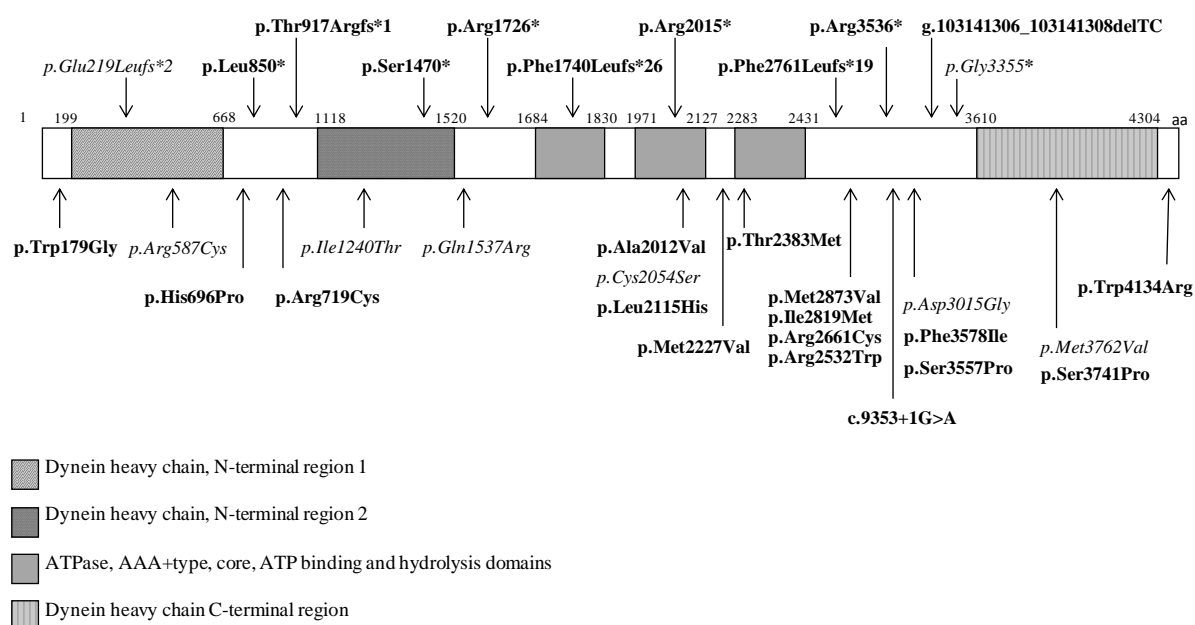 p.Thr917Argfs*1 p.Arg1726* p.Arg2015* p.Arg3536* g.103141306_103141308delTC
p.Glu219Leufs*2 p.Leu850* p.Ser1470* p.Phe1740Leufs*26 p.Phe2761Leufs*19 p.Gly3355*
1 199 668 1118 1520 1684 1830 1971 2127 2283 2431 3610 4304 aa
p.Trp179Gly p.Arg587Cys p.Ile1240Thr p.Gln1537Arg p.Ala2012Val p.Thr2383Met
p.Cys2054Ser
p.His696Pro p.Arg719Cys p.Leu2115His p.Met2873Val p.Asp3015Gly p.Trp4134Arg
p.Ile2819Met
p.Met2227Val p.Arg2661Cys p.Phe3578Ile p.Met3762Val
p.Arg2532Trp p.Ser3557Pro p.Ser3741Pro
c.9353+1G>A
Dynein heavy chain, N-terminal region 1
Dynein heavy chain, N-terminal region 2
ATPase, AAA+type, core, ATP binding and hydrolysis domains
Dynein heavy chain C-terminal region